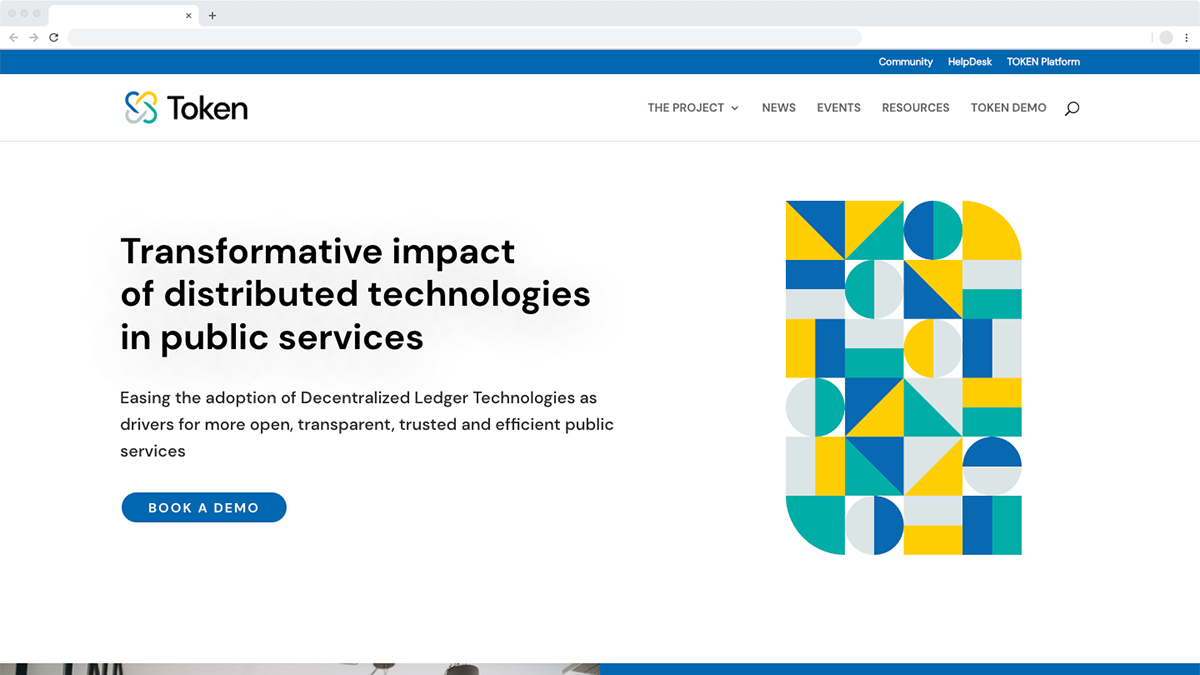 Community HelpDesk TOKEN Platform
Token
THE PROJECT NEWS EVENTS RESOURCES TOKEN DEMO
Transformative impact
of distributed technologies
in public services
Easing the adoption of Decentralized Ledger Technologies as
drivers for more open, transparent, trusted and efficient public
services
BOOK A DEMO